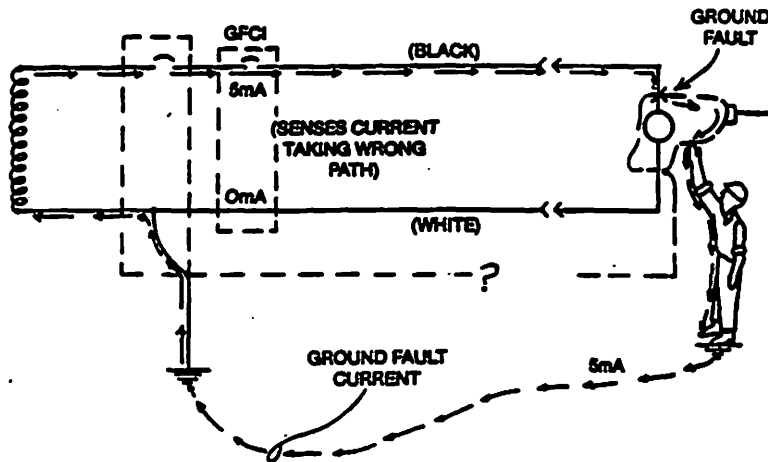 GROUND
FAULT
GFCI
(BLACK)
5mA
(SENSES CURRENT
TAKING WRONG
PATH)
0mA
(WHITE)
?
GROUND FAULT
CURRENT
5mA